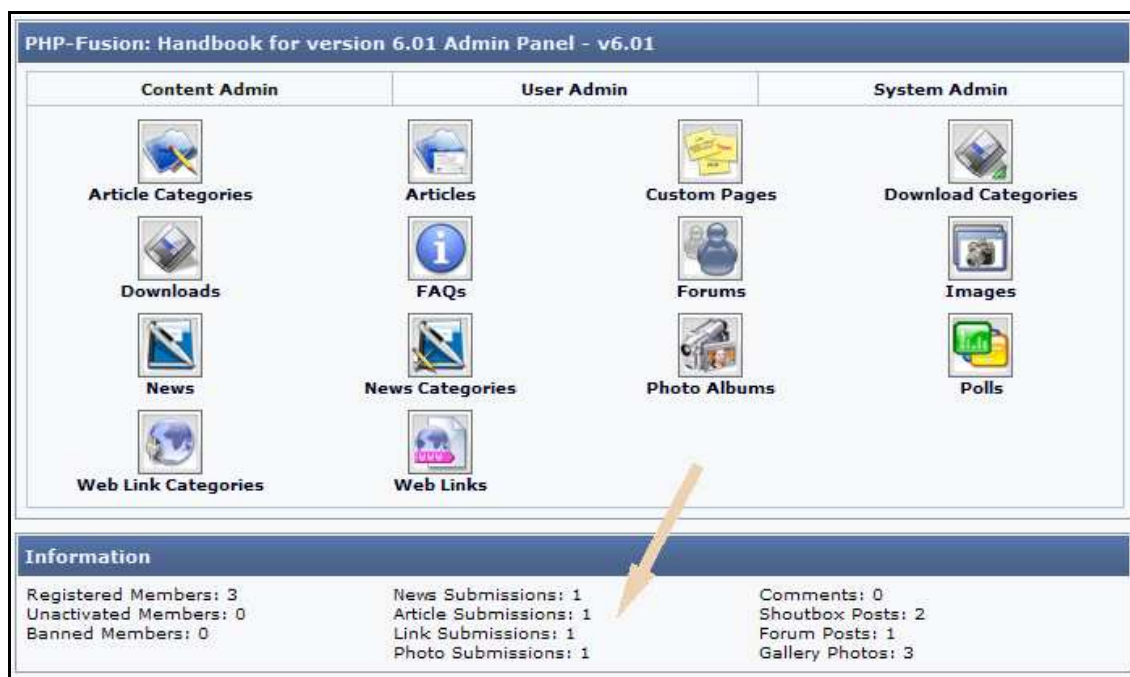 PHP-Fusion: Handbook for version 6.01 Admin Panel - v6.01
Content Admin User Admin System Admin
Article Categories Articles Custom Pages Download Categories
Downloads FAQs Forums Images
News News Categories Photo Albums Polls
Web Link Categories Web Links
Information
Registered Members: 3 News Submissions: 1 Comments: 0
Unactivated Members: 0 Article Submissions: 1 Shoutbox Posts: 2
Banned Members: 0 Link Submissions: 1 Forum Posts: 1
Photo Submissions: 1 Gallery Photos: 3